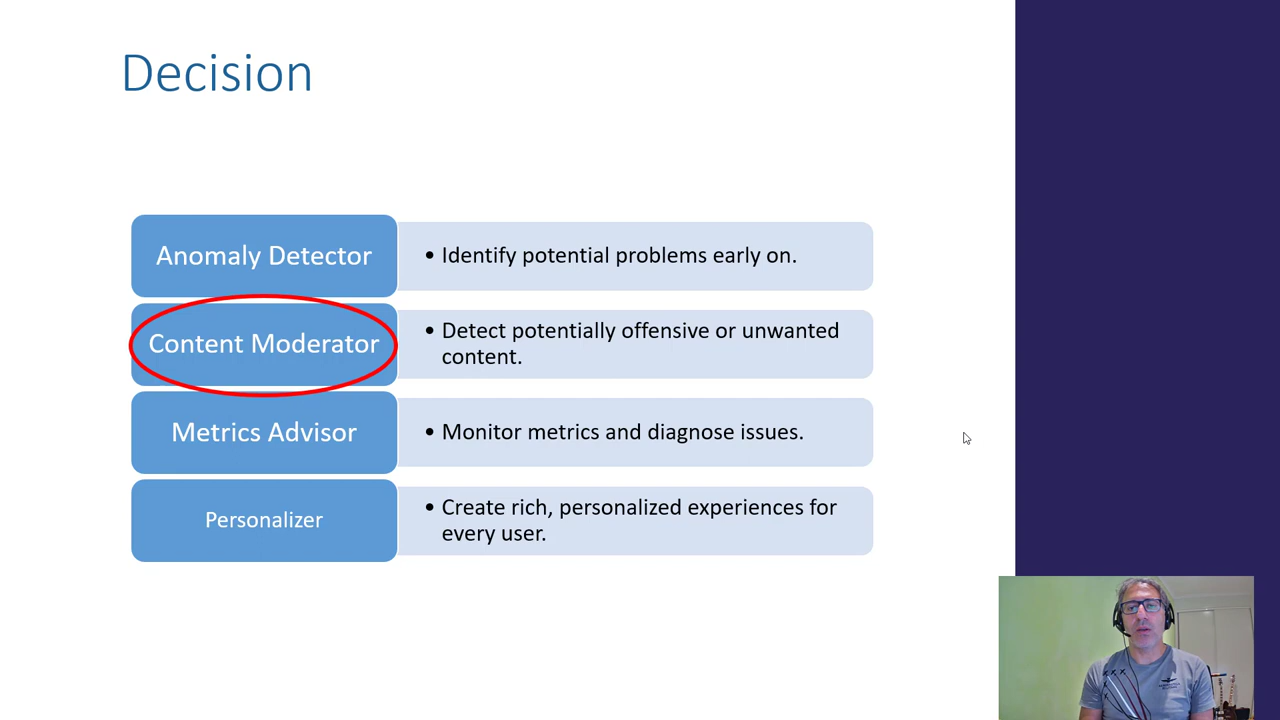 Decision
Anomaly Detector
• Identify potential problems early on.
Content Moderator
• Detect potentially offensive or unwanted
content.
Metrics Advisor
• Monitor metrics and diagnose issues.
Personalizer
• Create rich, personalized experiences for
every user.